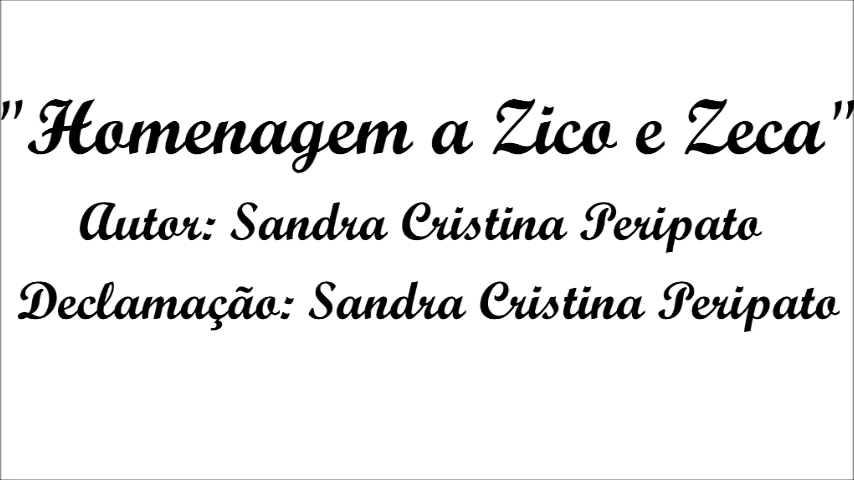 "Homenagem a Zico e Zeca"
Autor: Sandra Cristina Peripato
Declamação: Sandra Cristina Peripato